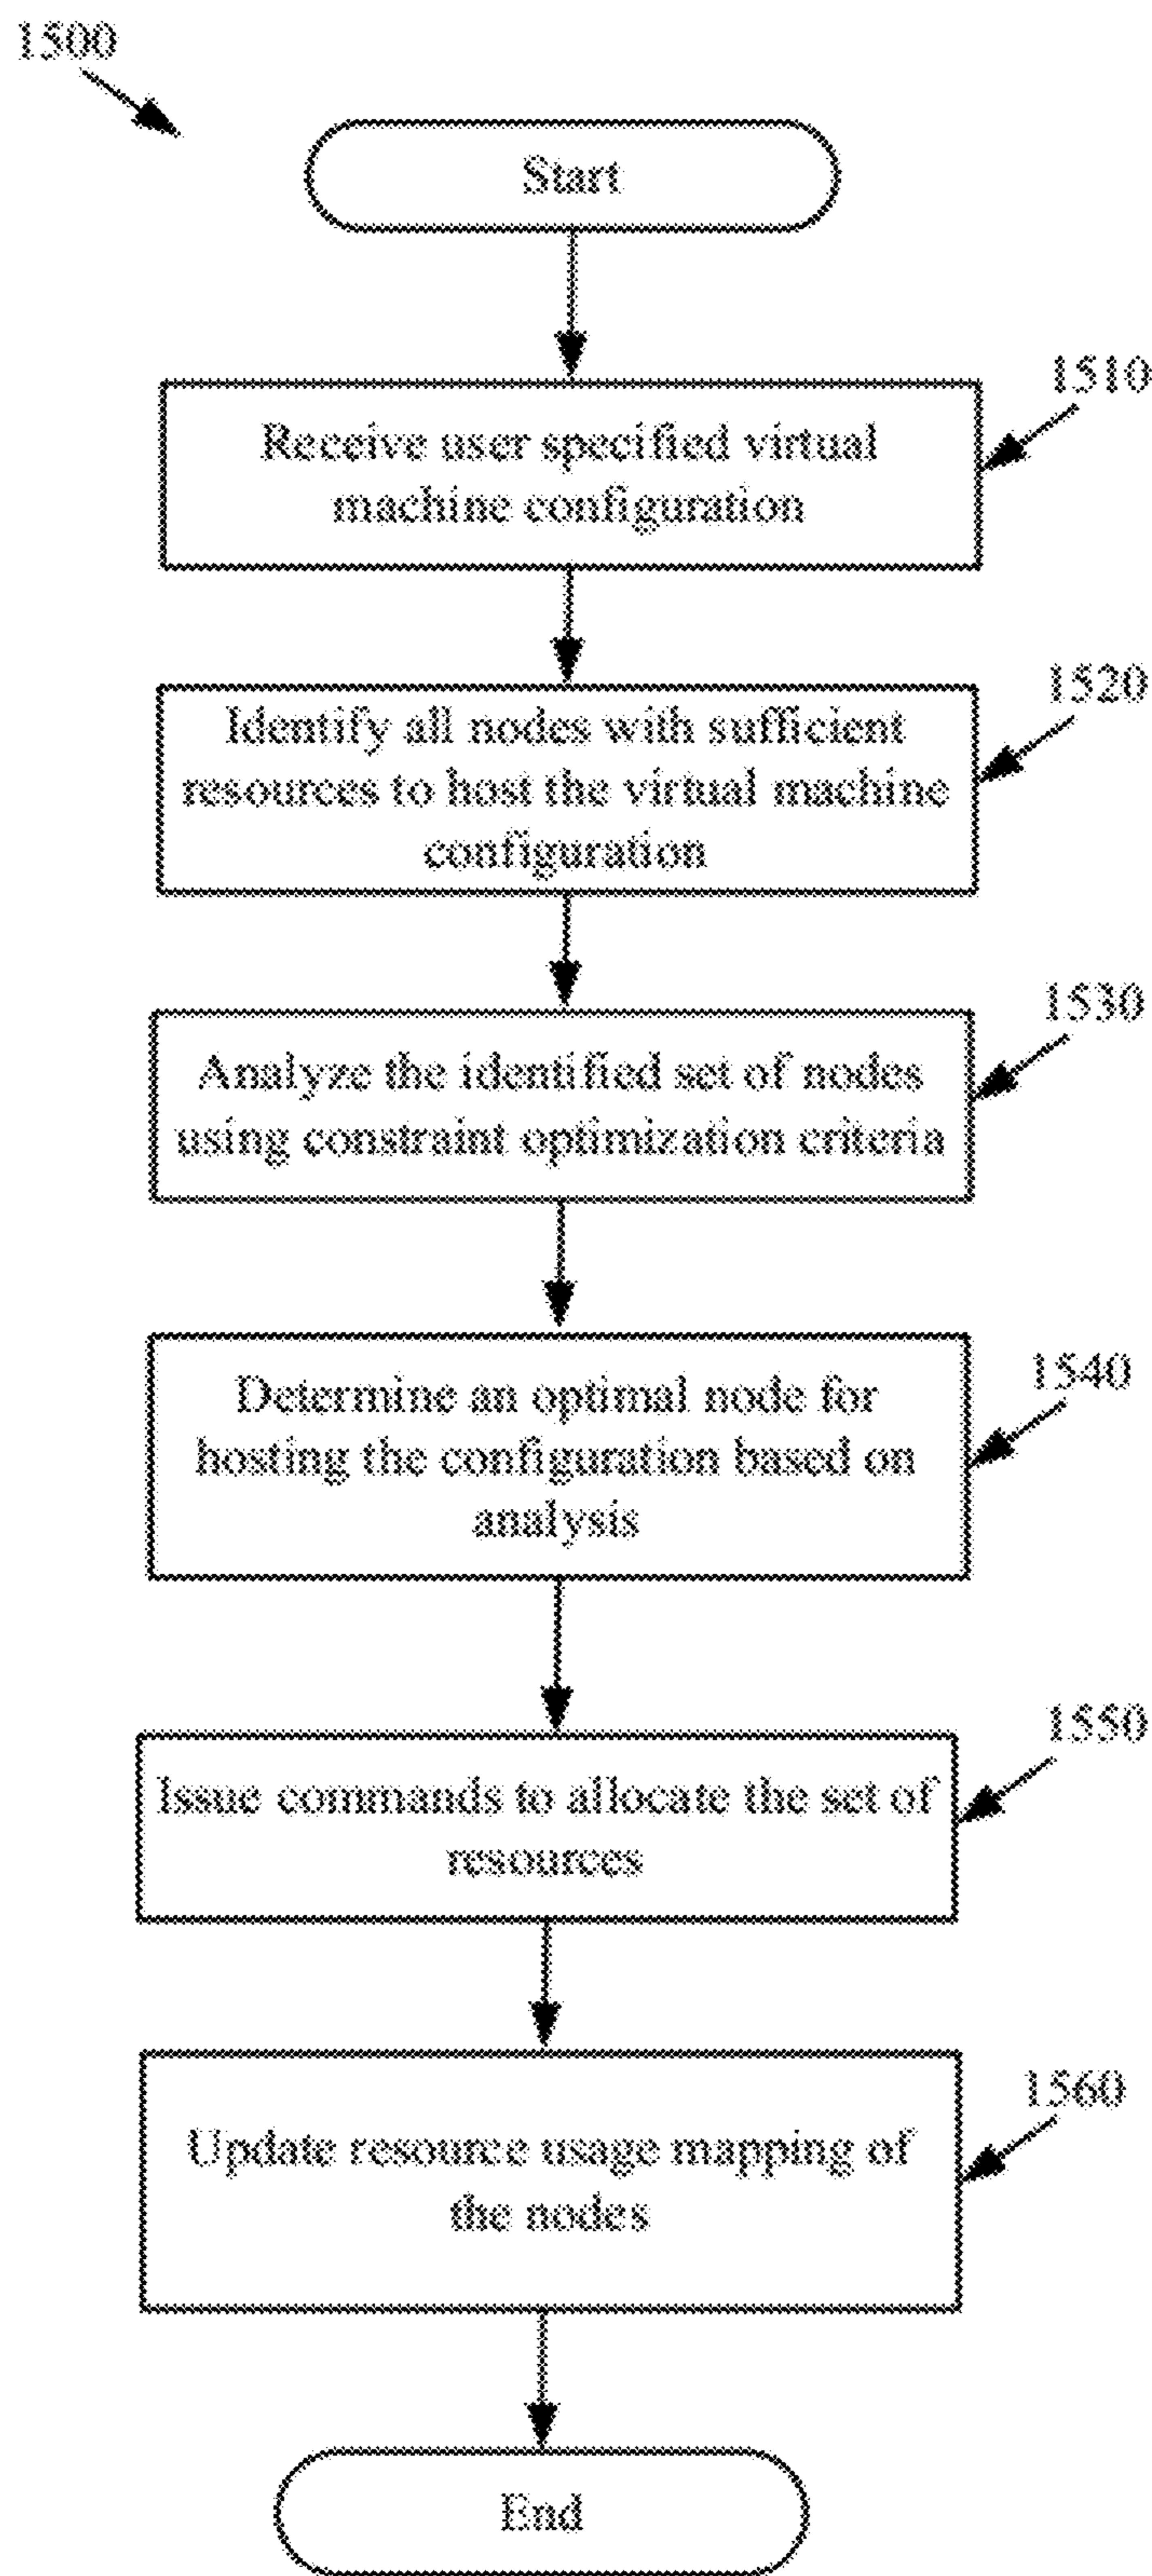 1500
Start
1510
Receive user specified virtual
machine configuration
1520
Identify all nodes with sufficient
resources to host the virtual machine
configuration
1530
Analyze the identified set of nodes
using constraint optimization criteria
1540
Determine an optimal node for
hosting the configuration based on
analysis
1550
Issue commands to allocate the set of
resources
1560
Update resource usage mapping of
the nodes
End